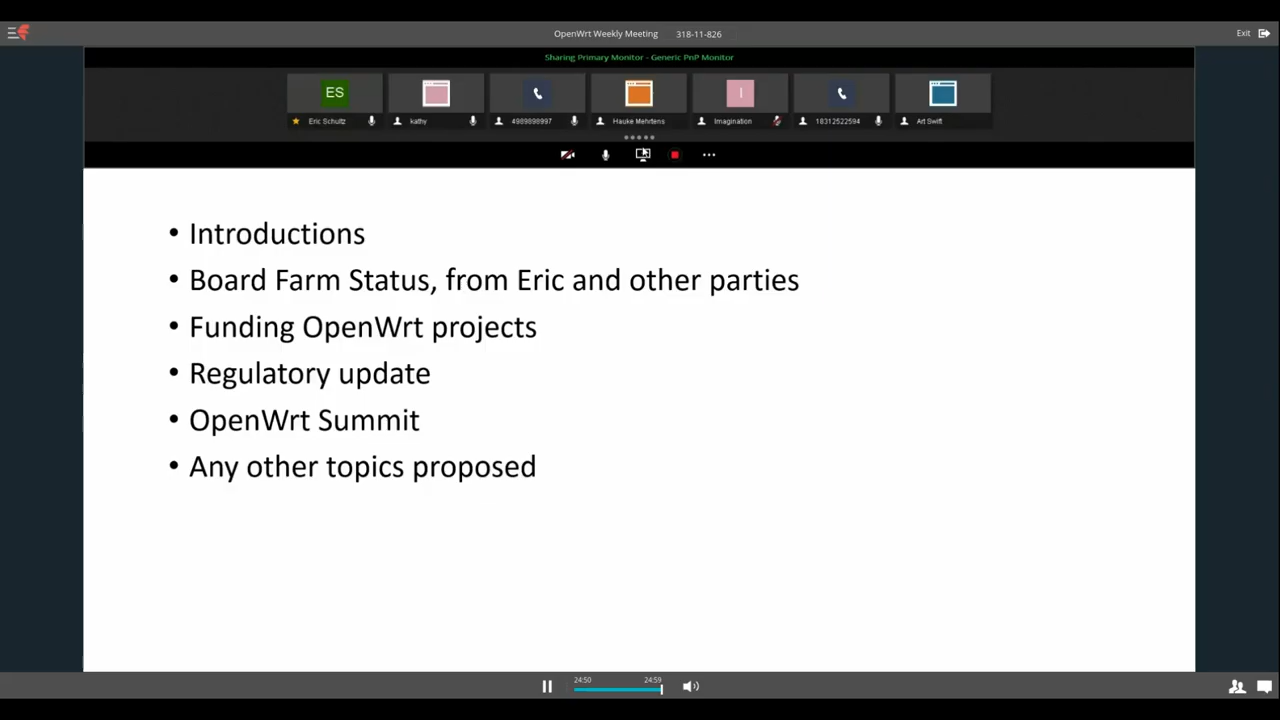 OpenWrt Weekly Meeting 318-11-826
Exit
Sharing Primary Monitor - Generic PnP Monitor
ES
I
Eric Schultz
kathy
4989898997
Hauke Mehrtens
Imagination
18312522594
Art Swift
• Introductions
• Board Farm Status, from Eric and other parties
• Funding OpenWrt projects
• Regulatory update
• OpenWrt Summit
• Any other topics proposed
24:50
24:59